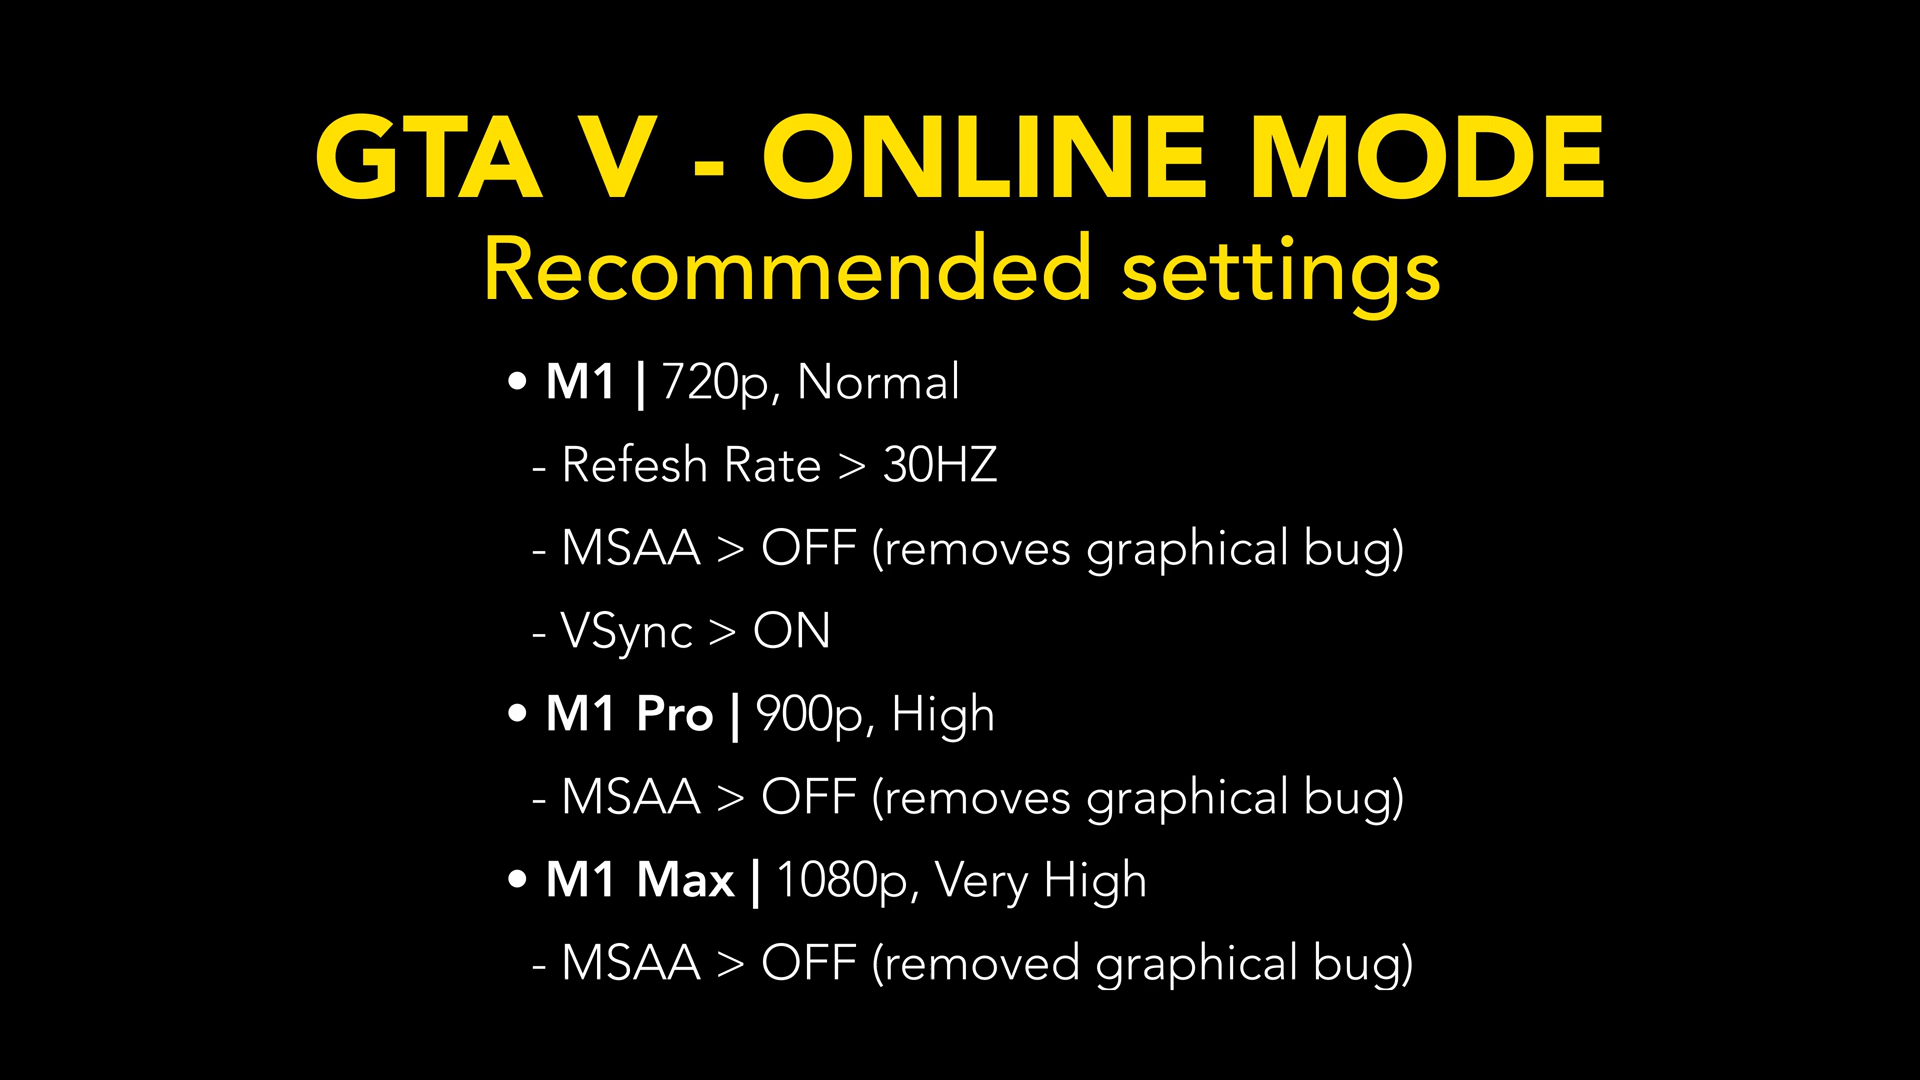 GTA V - ONLINE MODE
Recommended settings
• M1 | 720p, Normal
- Refesh Rate > 30HZ
- MSAA > OFF (removes graphical bug)
- VSync > ON
• M1 Pro | 900p, High
- MSAA > OFF (removes graphical bug)
• M1 Max | 1080p, Very High
- MSAA > OFF (removed graphical bug)